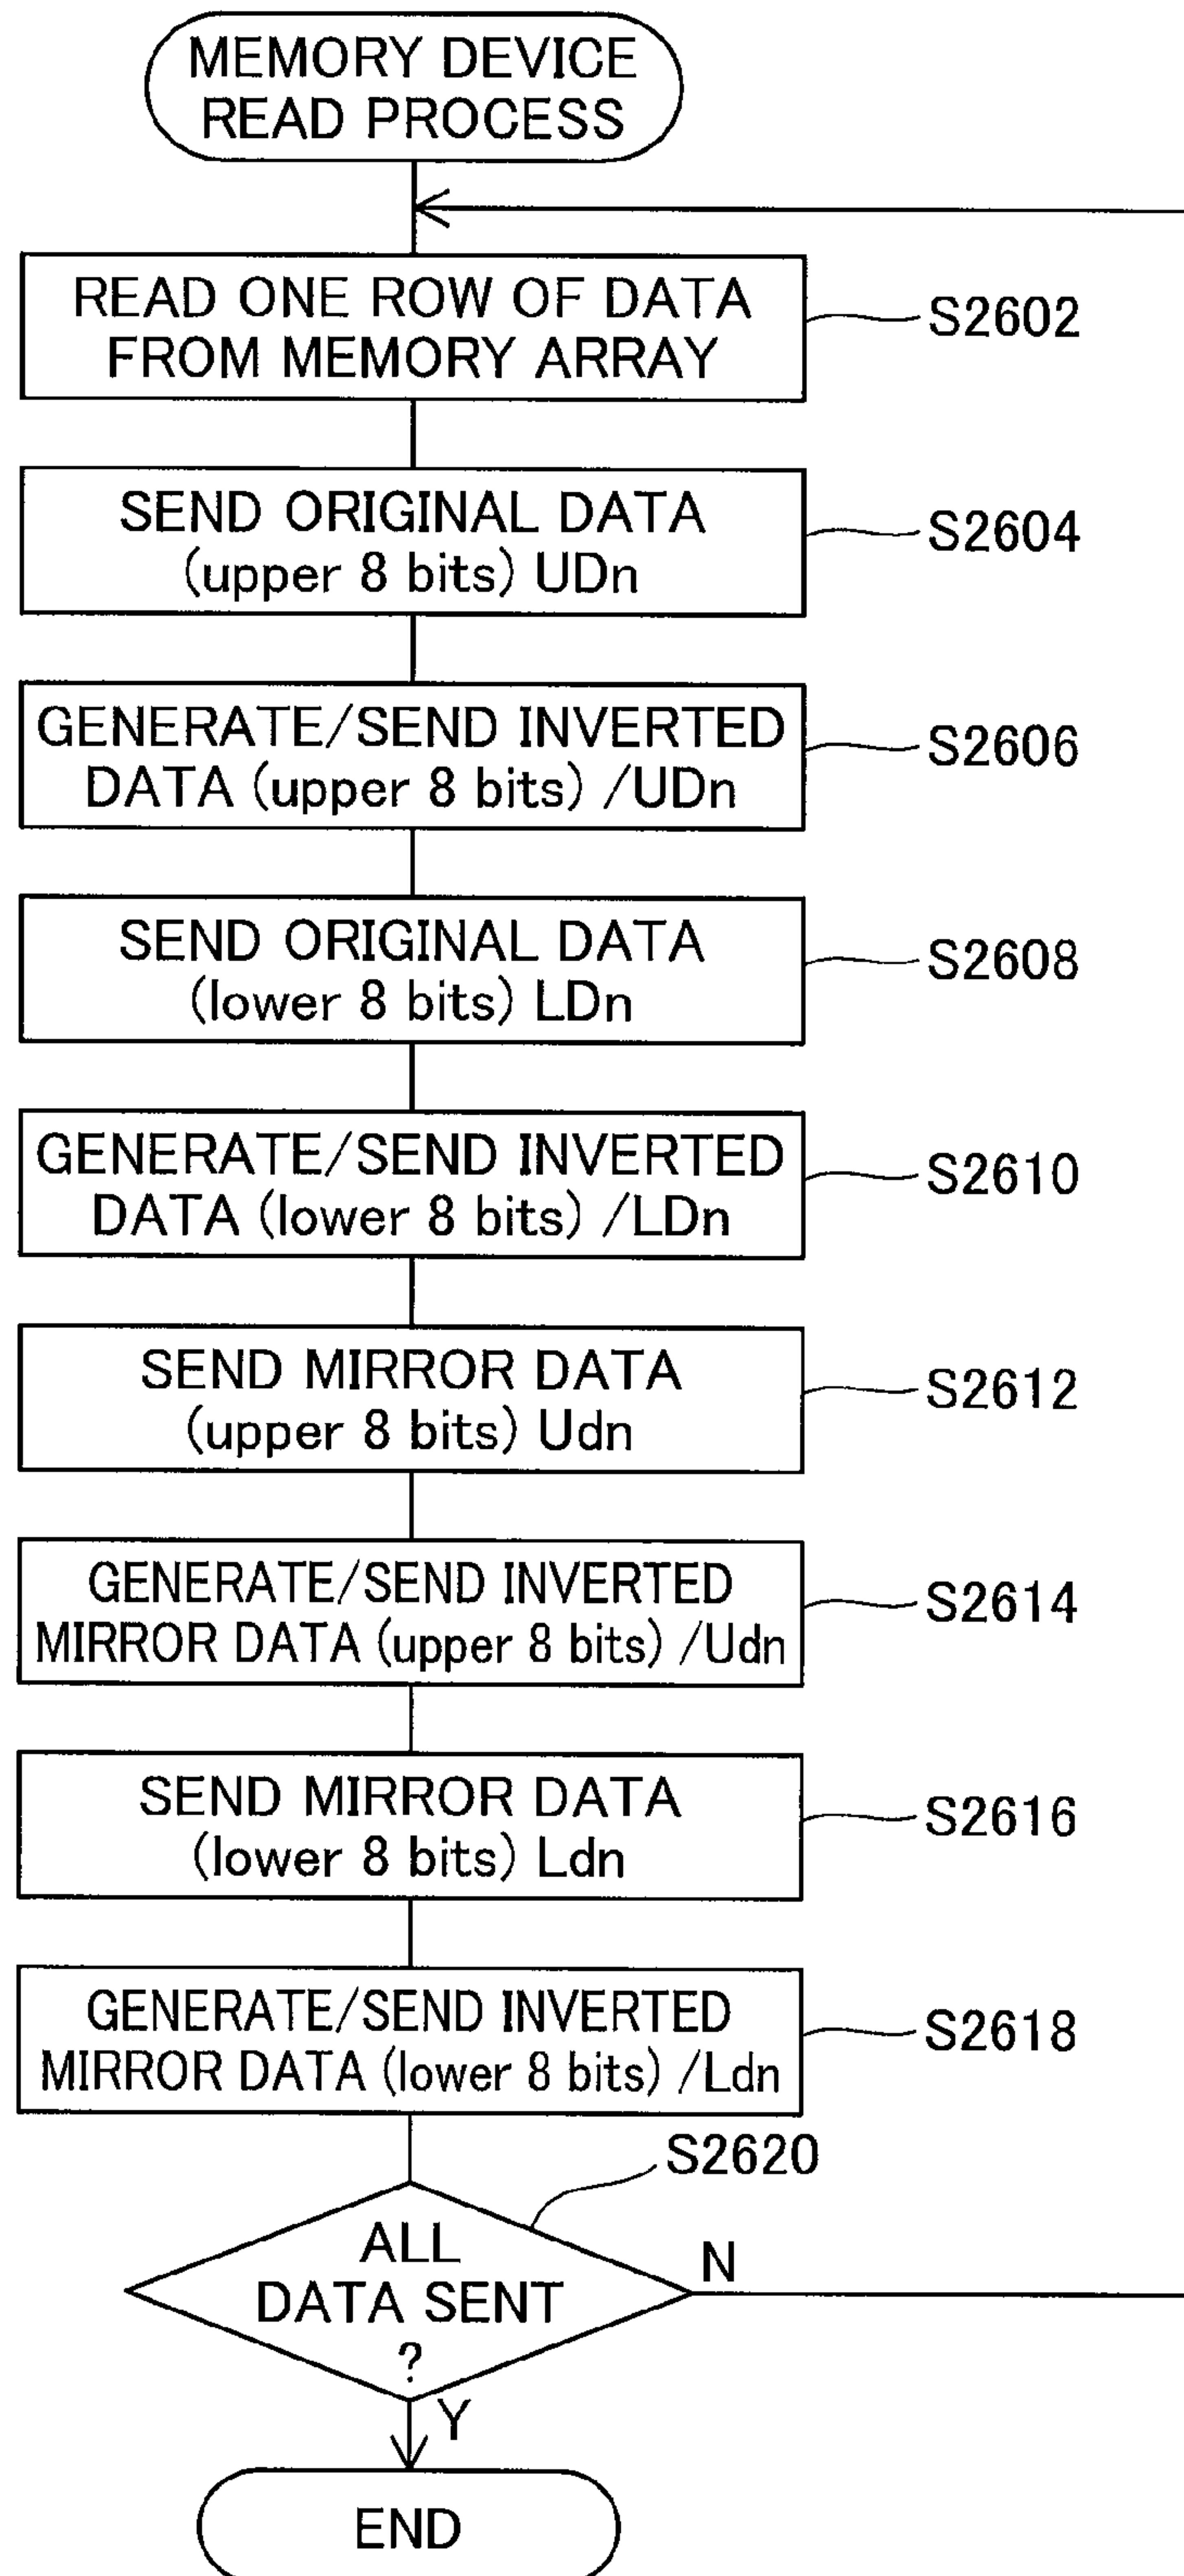 MEMORY DEVICE
READ PROCESS
READ ONE ROW OF DATA
FROM MEMORY ARRAY
S2602
SEND ORIGINAL DATA
(upper 8 bits) UDn
S2604
GENERATE/SEND INVERTED
DATA (upper 8 bits) /UDn
S2606
SEND ORIGINAL DATA
(lower 8 bits) LDn
S2608
GENERATE/SEND INVERTED
DATA (lower 8 bits) /LDn
S2610
SEND MIRROR DATA
(upper 8 bits) Udn
S2612
GENERATE/SEND INVERTED
MIRROR DATA (upper 8 bits) /Udn
S2614
SEND MIRROR DATA
(lower 8 bits) Ldn
S2616
GENERATE/SEND INVERTED
MIRROR DATA (lower 8 bits) /Ldn
S2618
S2620
ALL
DATA SENT
?
N
Y
END